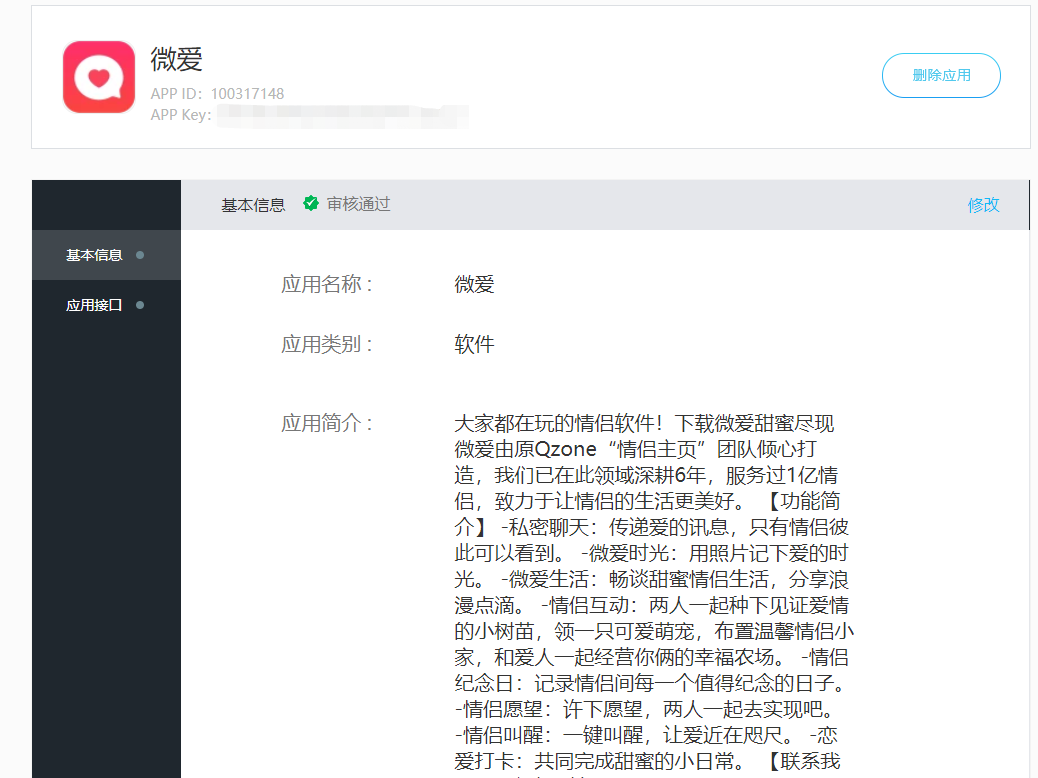 微爱
删除应用
APP ID：100317148
APP Key：
基本信息 审核通过 修改
基本信息
应用接口
应用名称： 微爱
应用类别： 软件
应用简介： 大家都在玩的情侣软件！下载微爱甜蜜尽现
微爱由原Qzone“情侣主页”团队倾心打
造，我们已在此领域深耕6年，服务过1亿情
侣，致力于让情侣的生活更美好。 【功能简
介】 -私密聊天：传递爱的讯息，只有情侣彼
此可以看到。 -微爱时光：用照片记下爱的时
光。 -微爱生活：畅谈甜蜜情侣生活，分享浪
漫点滴。 -情侣互动：两人一起种下见证爱情
的小树苗，领一只可爱萌宠，布置温馨情侣小
家，和爱人一起经营你俩的幸福农场。 -情侣
纪念日：记录情侣间每一个值得纪念的日子。
-情侣愿望：许下愿望，两人一起去实现吧。
-情侣叫醒：一键叫醒，让爱近在咫尺。 -恋
爱打卡：共同完成甜蜜的小日常。 【联系我